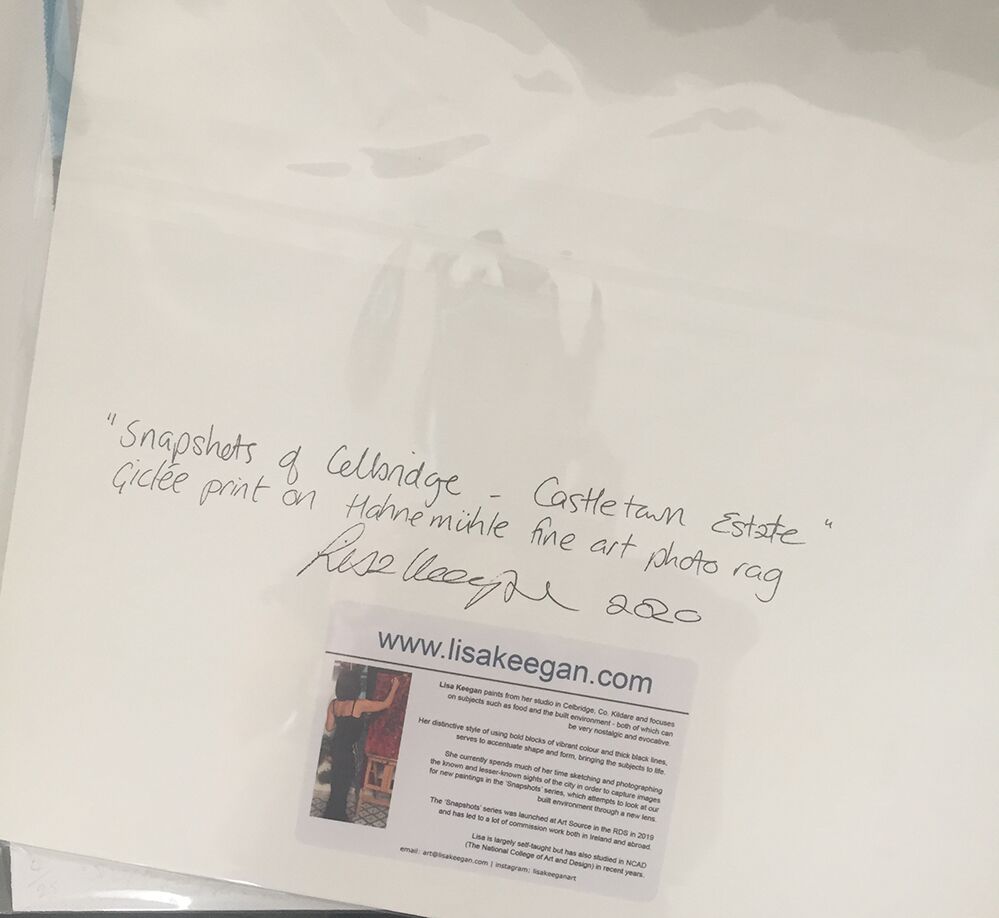 "Snapshots of Celbridge - Castletown Estate"
Giclée print on Hahnemühle fine art photo rag
Lisa Keegan 2020
www.lisakeegan.com
Lisa Keegan paints from her studio in Celbridge, Co. Kildare and focuses
on subjects such as food and the built environment - both of which can
be very nostalgic and evocative.
Her distinctive style of using bold blocks of vibrant colour and thick black lines,
serves to accentuate shape and form, bringing the subjects to life.
She currently spends much of her time sketching and photographing
the known and lesser-known sights of the city in order to capture images
for new paintings in the 'Snapshots' series, which attempts to look at our
built environment through a new lens.
The 'Snapshots' series was launched at Art Source in the RDS in 2019
and has led to a lot of commission work both in Ireland and abroad.
Lisa is largely self-taught but has also studied in NCAD
(The National College of Art and Design) in recent years.
email: art@lisakeegan.com | instagram: lisakeeganart